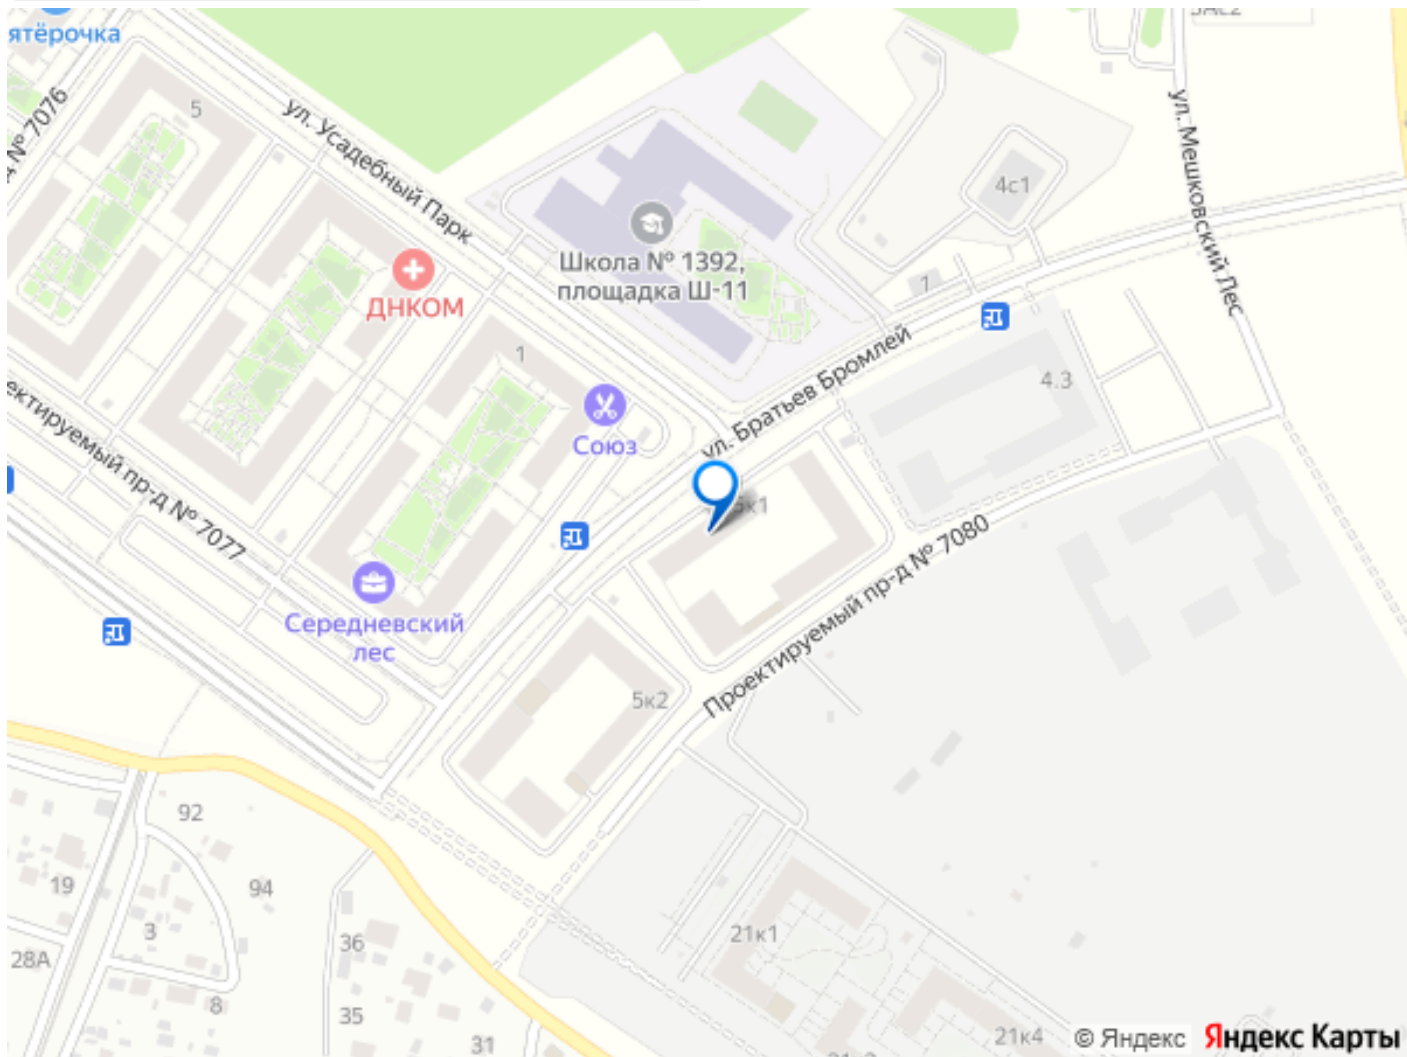 ятёрочка
5
ул. Усадебный Парк
№ 7076
ул. Мешковский Лес
4с1
Школа № 1392,
площадка Ш-11
ДНКОМ
1
Союз
ул. Братьев Бромлей
4.3
к1
ектируемый пр-д № 7077
Проектируемый пр-д № 7080
Середневский
лес
5к2
92
94
19
3
28А
36
8
35
31
21к1
21к4
© Яндекс
Яндекс Карты